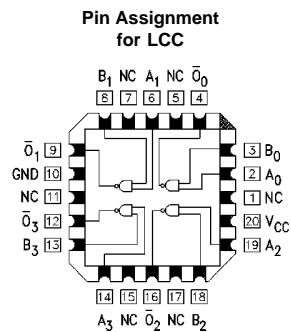 Pin Assignment
for LCC
B1 NC A1 NC Ō0
8 7 6 5 4
Ō1 9
GND 10
NC 11
Ō3 12
B3 13
3 B0
2 A0
1 NC
20 VCC
19 A2
14 15 16 17 18
A3 NC Ō2 NC B2